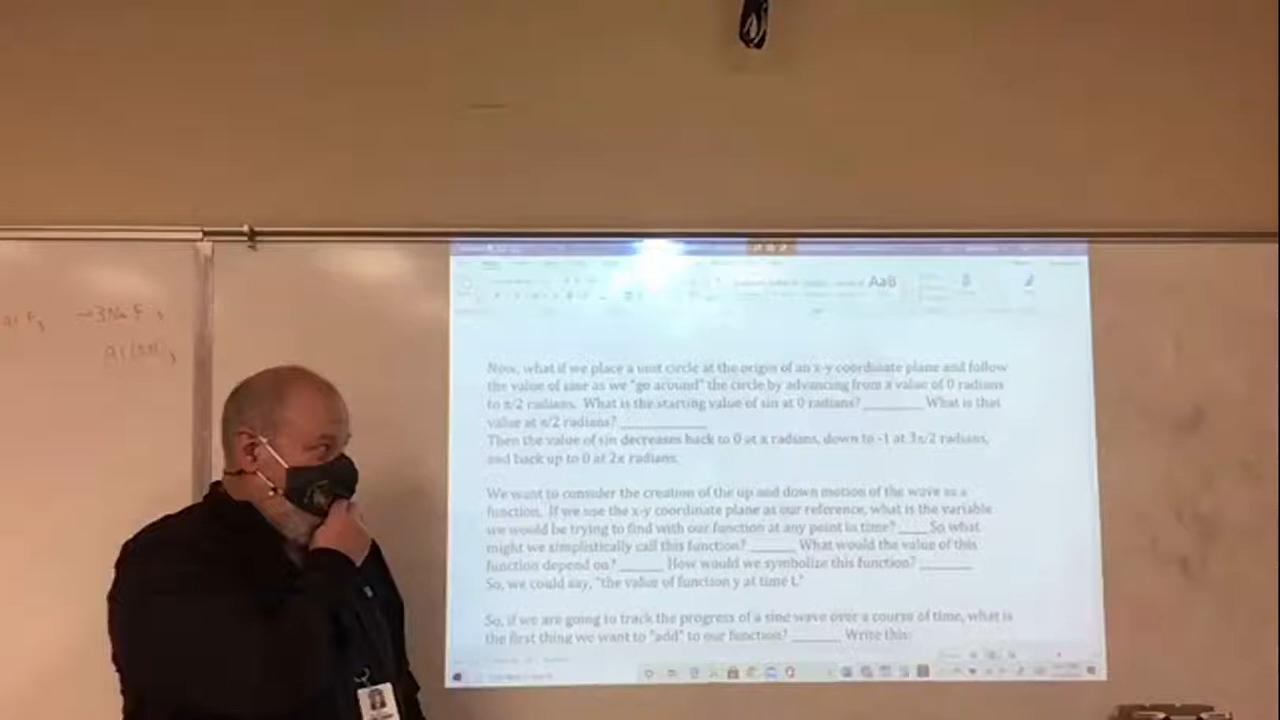 AaB
Now, what if we place a unit circle at the origin of an x-y coordinate plane and follow
the value of sine as we "go around" the circle by advancing from a value of 0 radians
to π/2 radians. What is the starting value of sin at 0 radians? ________ What is that
value at π/2 radians? ____________
Then the value of sin decreases back to 0 at π radians, down to -1 at 3π/2 radians,
and back up to 0 at 2π radians.
We want to consider the creation of the up and down motion of the wave as a
function. If we use the x-y coordinate plane as our reference, what is the variable
we would be trying to find with our function at any point in time? ____ So what
might we simplistically call this function? ______ What would the value of this
function depend on? ______ How would we symbolize this function? _______
So, we could say, "the value of function y at time t."
So, if we are going to track the progress of a sine wave over a course of time, what is
the first thing we want to "add" to our function? ______ Write this: